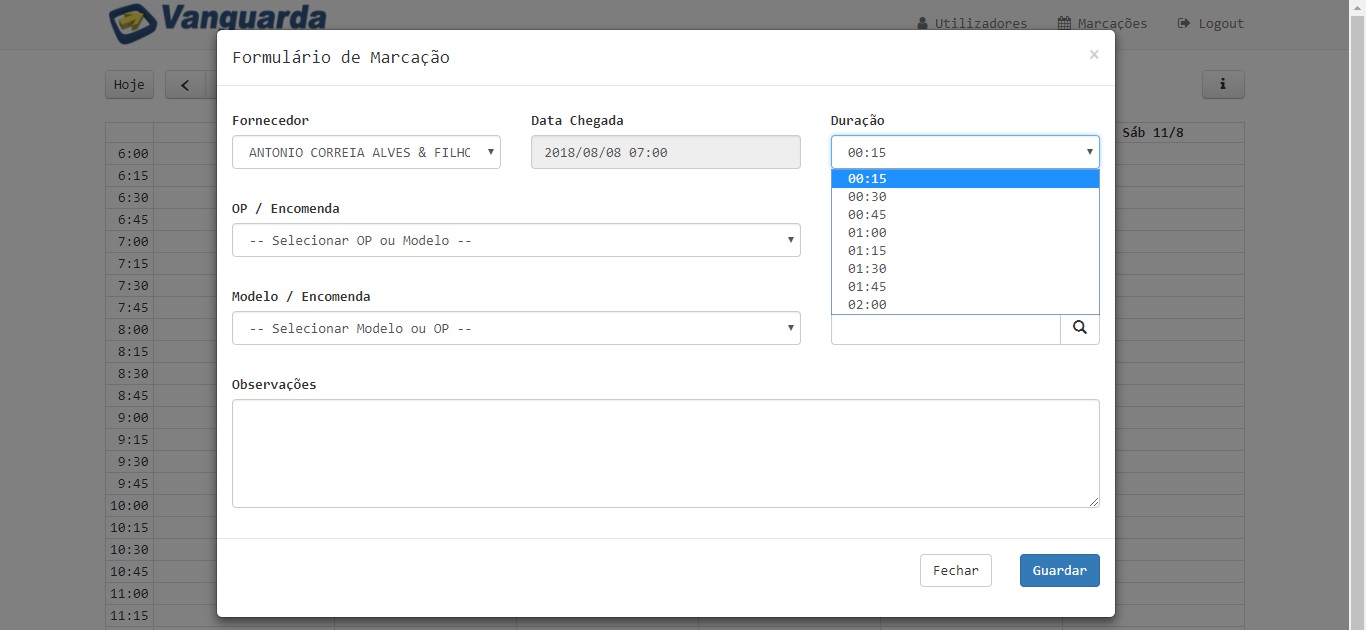 Vanguarda
Utilizadores
Marcações
Logout
Formulário de Marcação
×
Hoje
<
i
Fornecedor
Data Chegada
Duração
ANTONIO CORREIA ALVES & FILHO
2018/08/08 07:00
00:15
00:15
00:30
00:45
01:00
01:15
01:30
01:45
02:00
OP / Encomenda
-- Selecionar OP ou Modelo --
Modelo / Encomenda
-- Selecionar Modelo ou OP --
Observações
Fechar
Guardar
Sáb 11/8
6:00
6:15
6:30
6:45
7:00
7:15
7:30
7:45
8:00
8:15
8:30
8:45
9:00
9:15
9:30
9:45
10:00
10:15
10:30
10:45
11:00
11:15